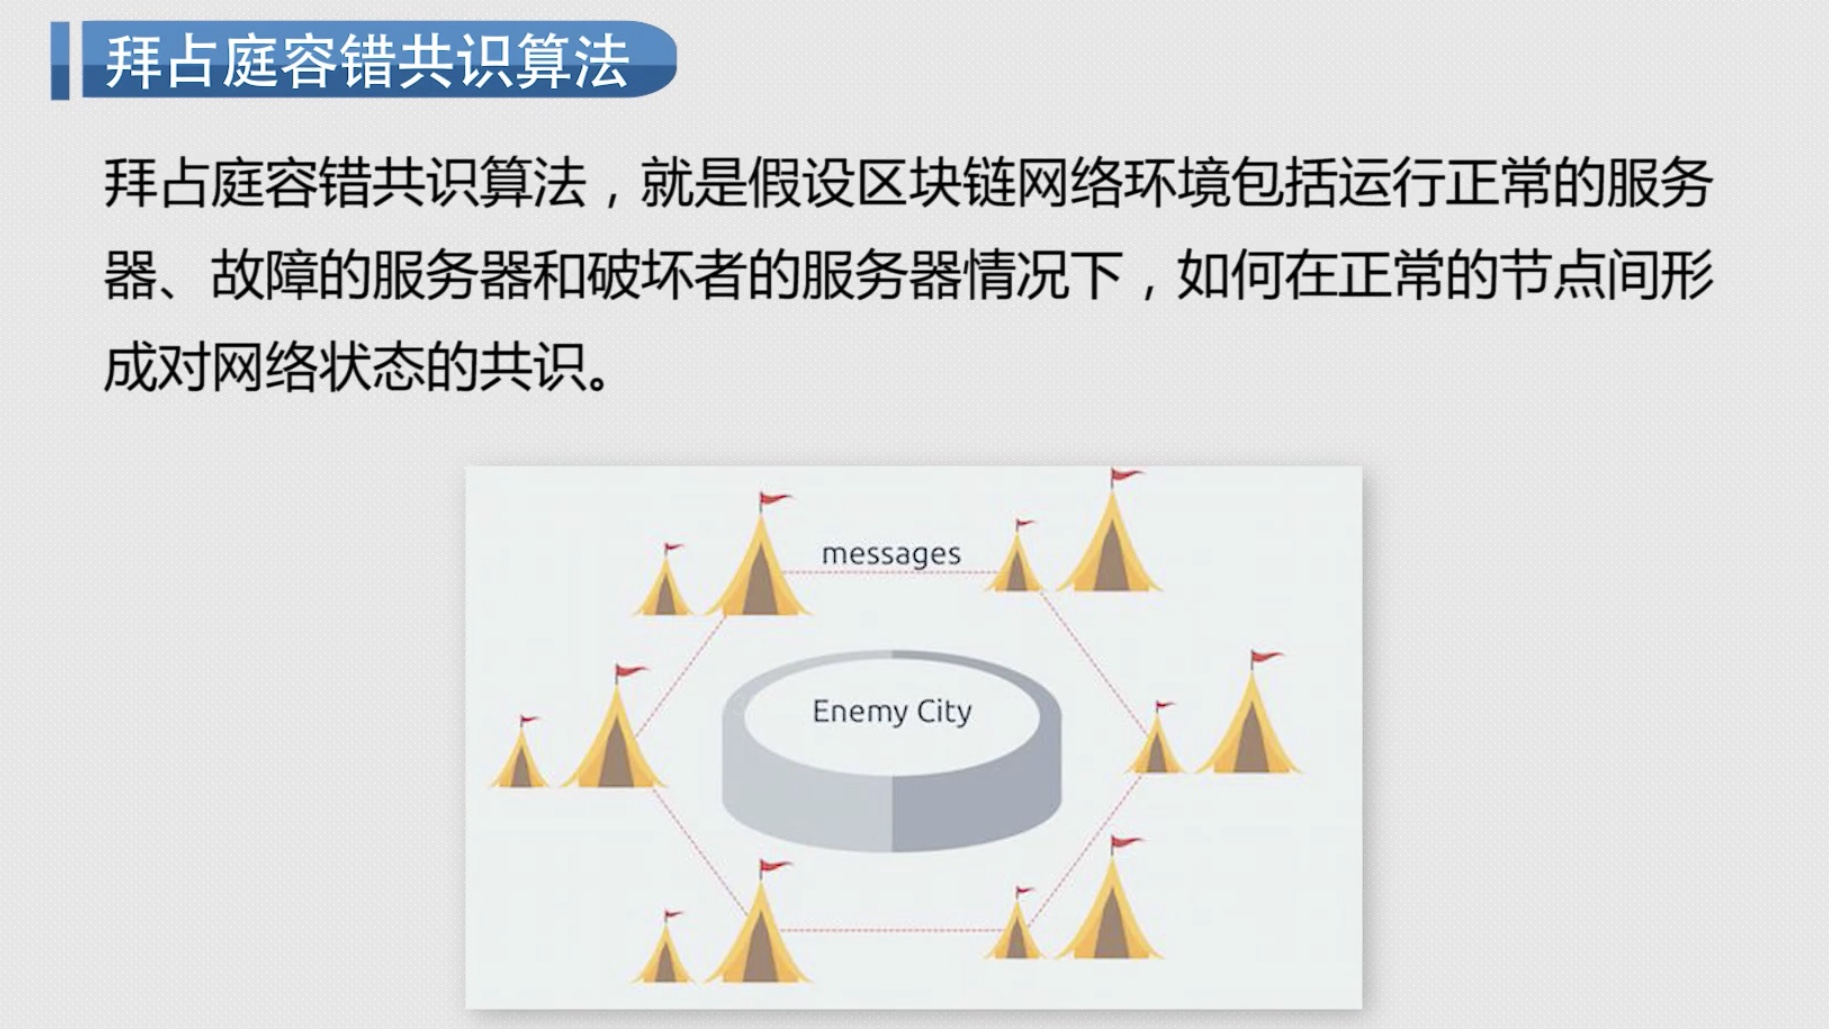 拜占庭容错共识算法
拜占庭容错共识算法，就是假设区块链网络环境包括运行正常的服务
器、故障的服务器和破坏者的服务器情况下，如何在正常的节点间形
成对网络状态的共识。
messages
Enemy City